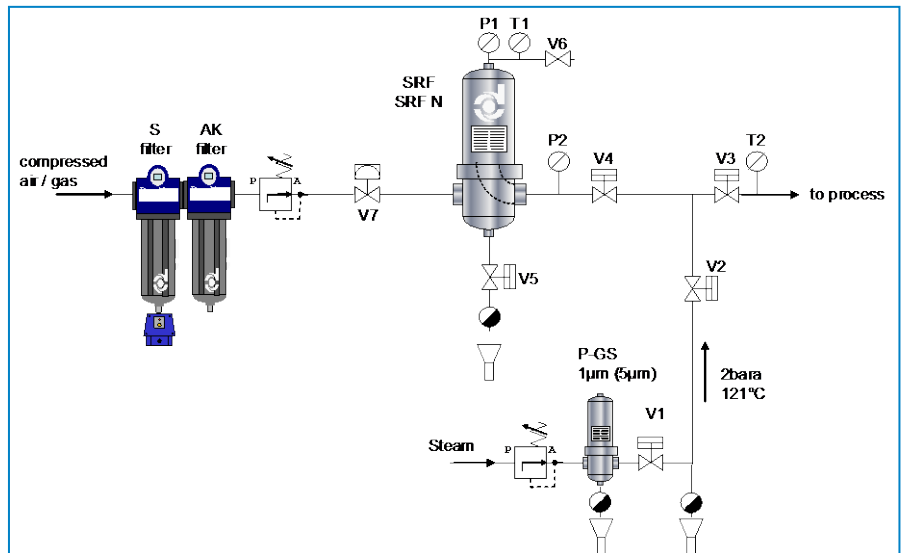 P1
T1
V6
SRF
SRF N
S
filter
AK
filter
compressed
air / gas
P
A
V7
P2
V4
V3
T2
to process
V5
V2
P-GS
1µm (5µm)
2bara
121°C
V1
Steam
P
A